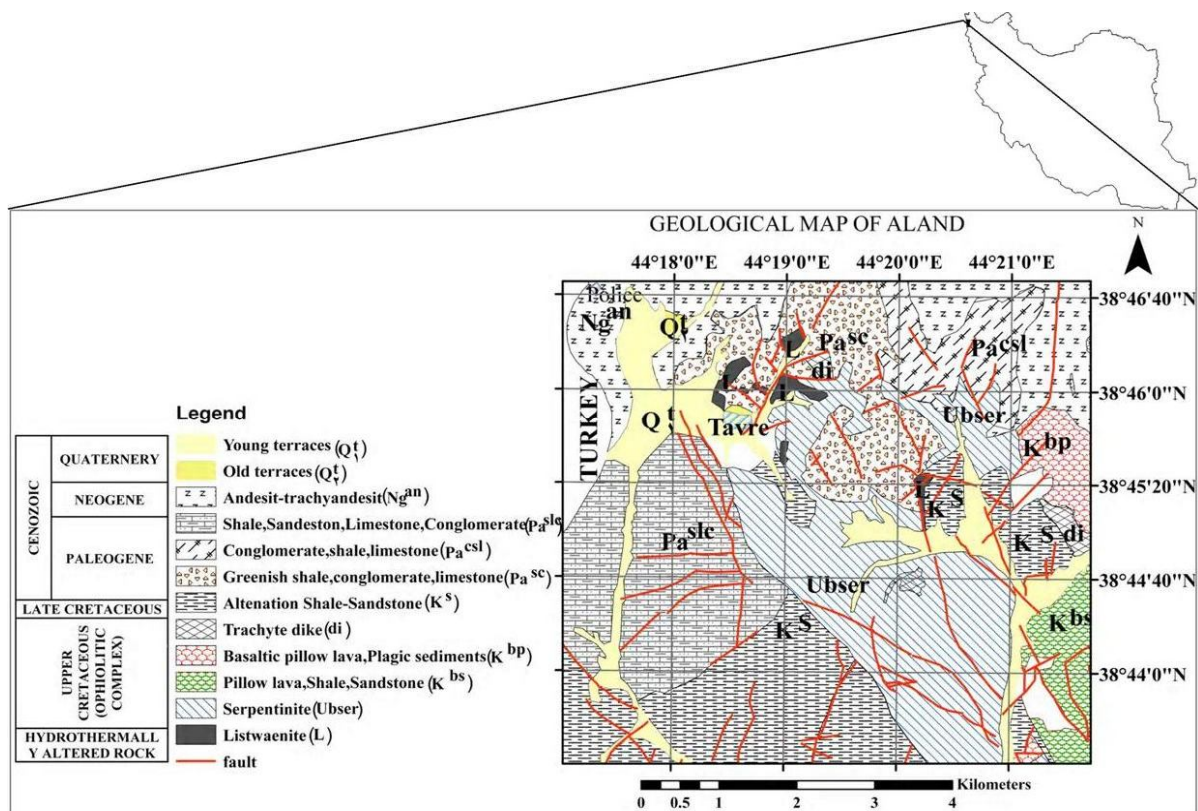 GEOLOGICAL MAP OF ALAND
N
44°18'0"E 44°19'0"E 44°20'0"E 44°21'0"E
38°46'40"N
38°46'0"N
38°45'20"N
38°44'40"N
38°44'0"N
Police
Ng an
Q t
L
Pa sc
di
Pa csl
L
L
TURKEY
Q t
Tavre
Ubser
K bp
L
K S
Pa slc
K S di
Ubser
K S
K bs
Kilometers
0 0.5 1 2 3 4
Legend
CENOZOIC
QUATERNERY
NEOGENE
PALEOGENE
LATE CRETACEOUS
UPPER
CRETACEOUS
(OPHIOLITIC
COMPLEX)
HYDROTHERMALL
Y ALTERED ROCK
Young terraces (Q t)
Old terraces (Q t)
Andesit-trachyandesit (Ng an)
Shale,Sandeston,Limestone,Conglomerate (Pa slc
Conglomerate,shale,limestone (Pa csl)
Greenish shale,conglomerate,limestone (Pa sc)
Altenation Shale-Sandstone (K s)
Trachyte dike (di)
Basaltic pillow lava,Plagic sediments (K bp)
Pillow lava,Shale,Sandstone (K bs)
Serpentinite (Ubser)
Listwaenite (L)
fault